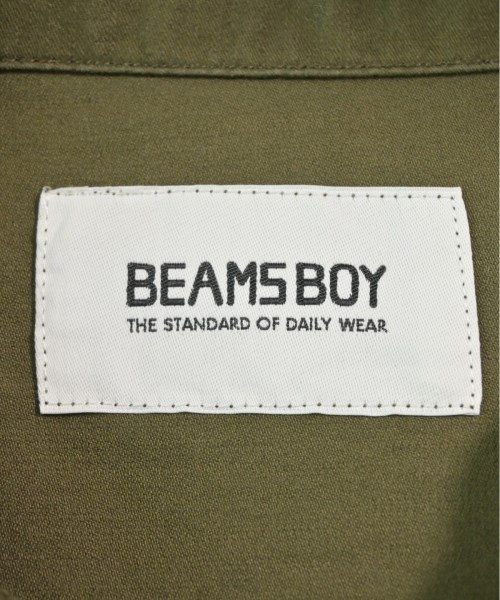 BEAMS BOY
THE STANDARD OF DAILY WEAR